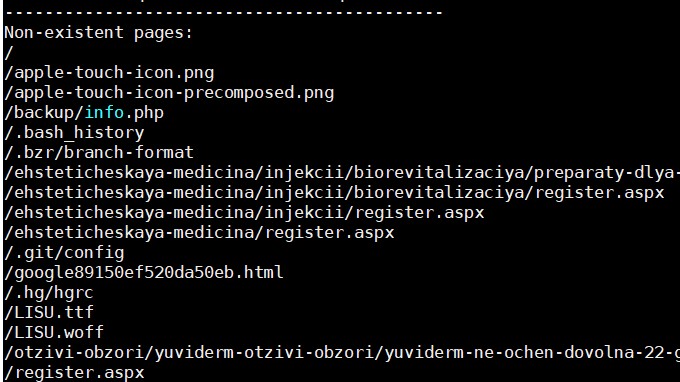 --------------------------------------------
Non-existent pages:
/
/apple-touch-icon.png
/apple-touch-icon-precomposed.png
/backup/info.php
/.bash_history
/.bzr/branch-format
/ehsteticheskaya-medicina/injekcii/biorevitalizaciya/preparaty-dlya-
/ehsteticheskaya-medicina/injekcii/biorevitalizaciya/register.aspx
/ehsteticheskaya-medicina/injekcii/register.aspx
/ehsteticheskaya-medicina/register.aspx
/.git/config
/google89150ef520da50eb.html
/.hg/hgrc
/LISU.ttf
/LISU.woff
/otzivi-obzori/yuviderm-otzivi-obzori/yuviderm-ne-ochen-dovolna-22-g
/register.aspx